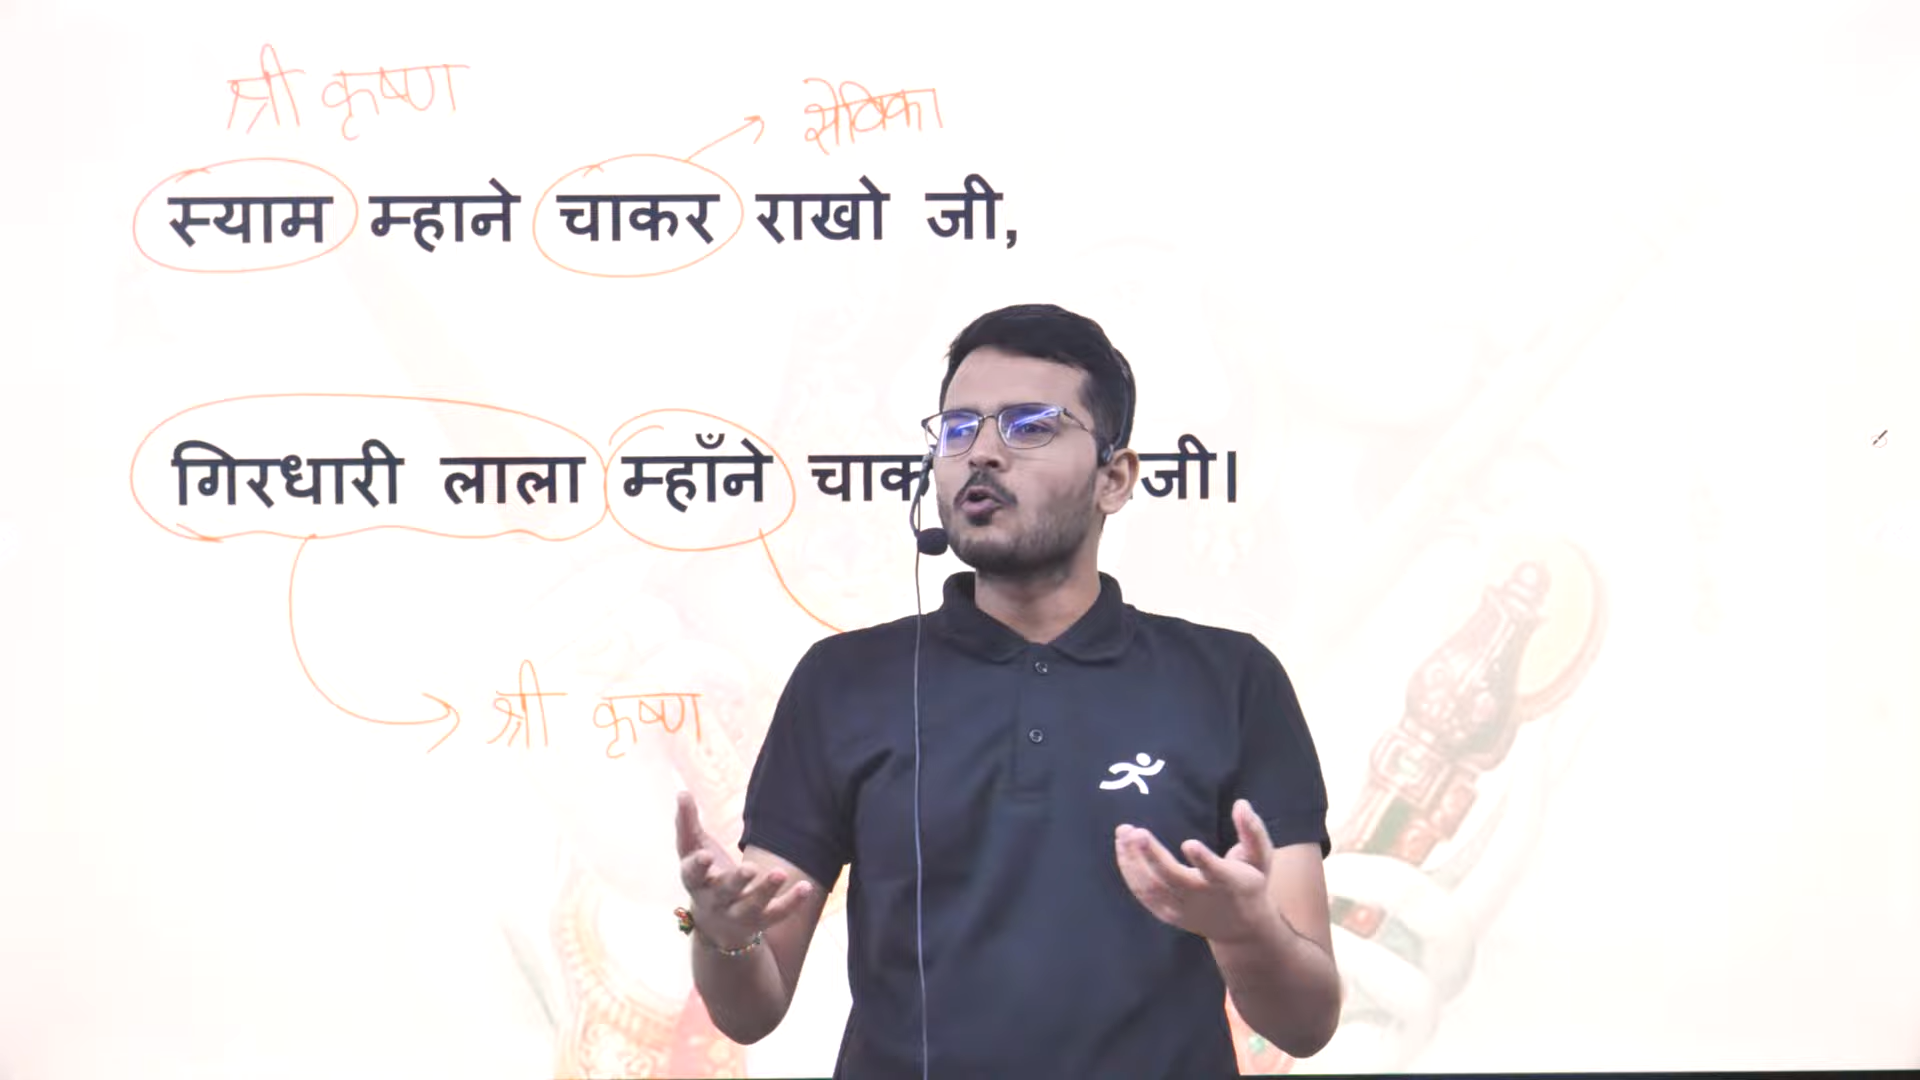 श्री कृष्ण
सेविका
स्याम म्हाने चाकर राखो जी,
गिरधारी लाला म्हाँने चाक जी।
श्री कृष्ण